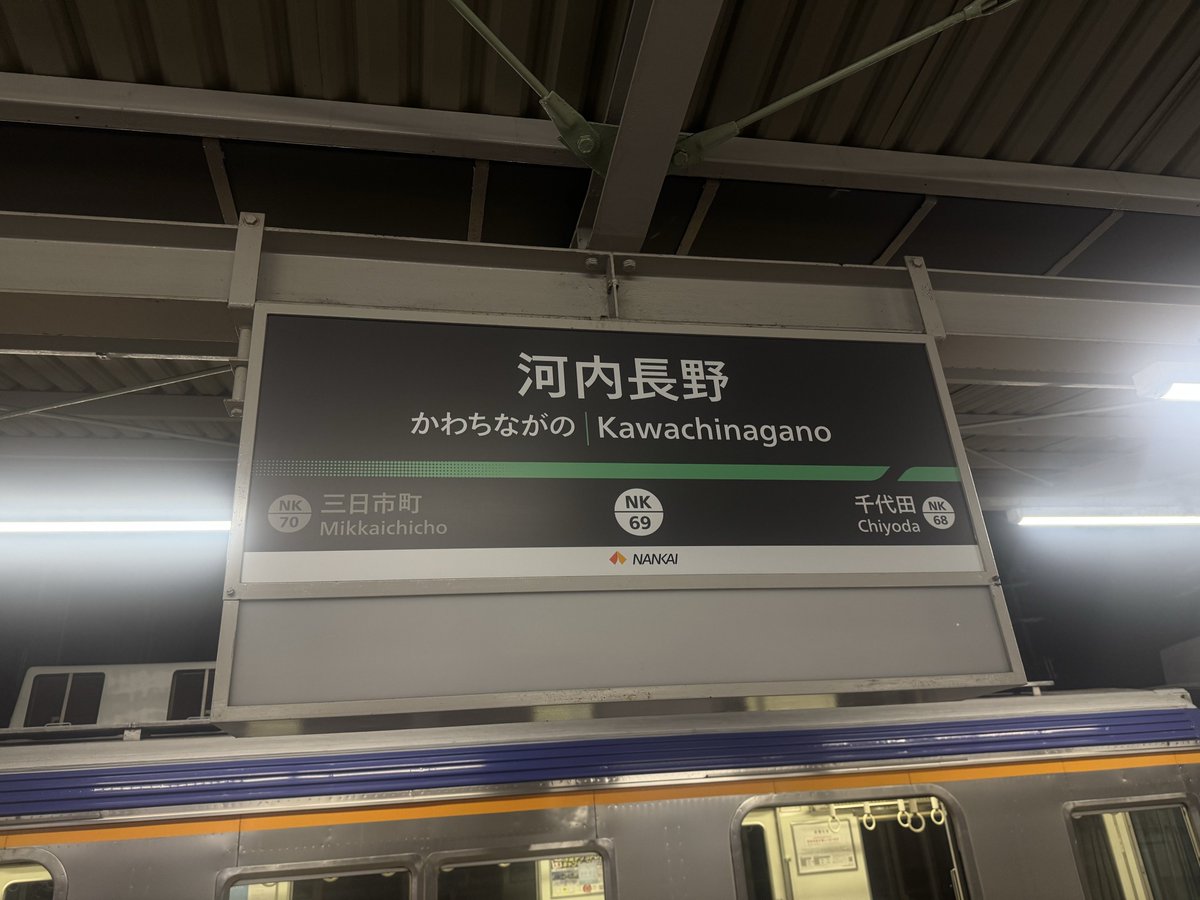 河内長野
かわちながの Kawachinagano
NK 70 三日市町 Mikkaichicho
NK 69
千代田 Chiyoda NK 68
NANKAI